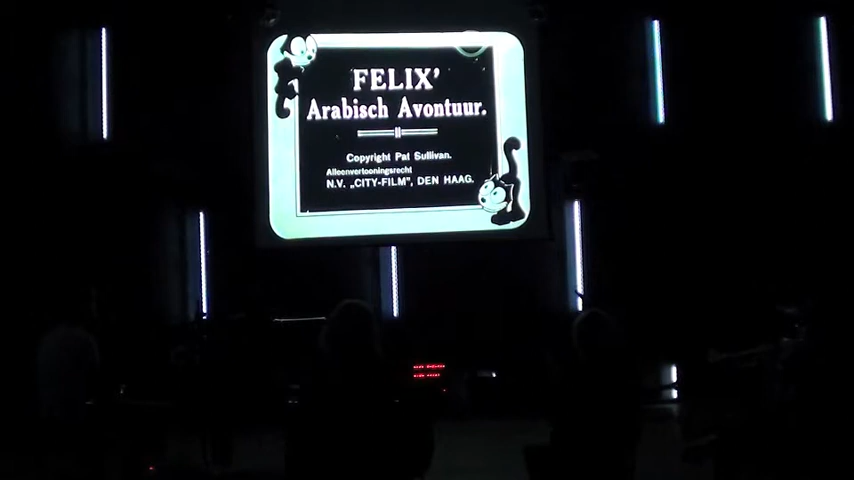 FELIX'
Arabisch Avontuur.
Copyright Pat Sullivan.
Alleenvertooningsrecht
N.V. „CITY-FILM", DEN HAAG.